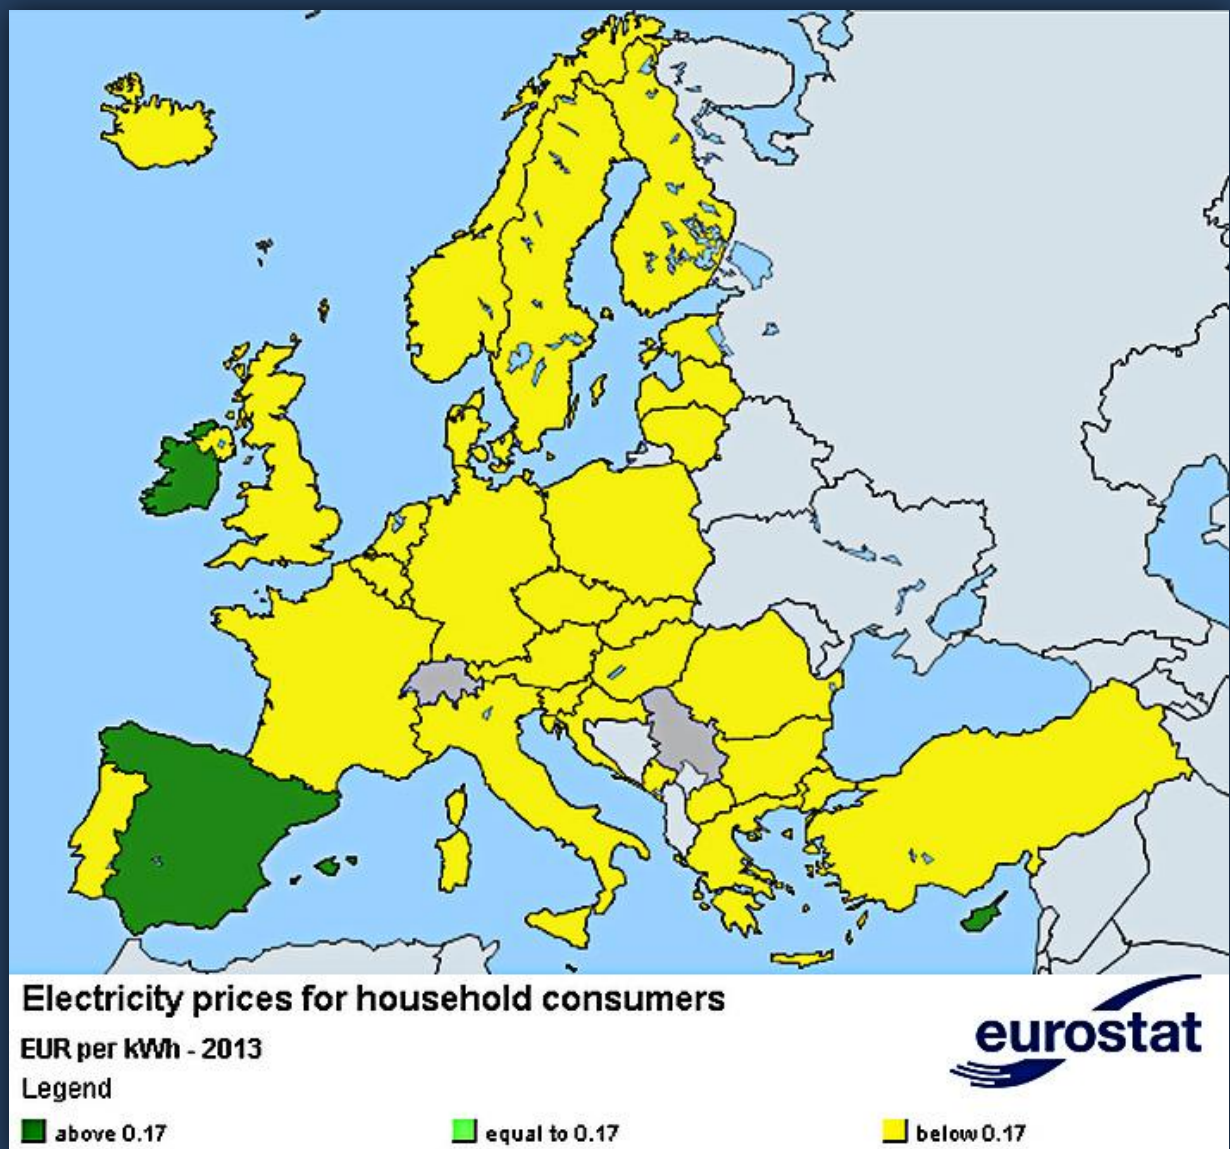 Electricity prices for household consumers
EUR per kWh - 2013
eurostat
Legend
above 0.17
equal to 0.17
below 0.17